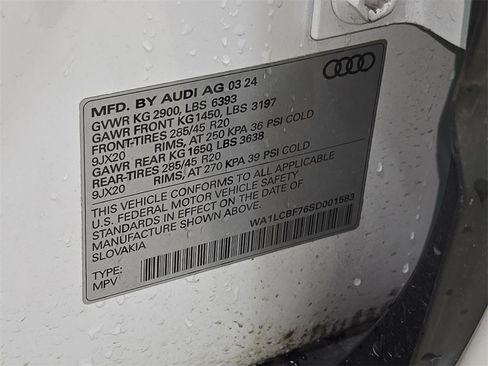 MFD. BY AUDI AG 03 24
GVWR KG 2900, LBS 6393
GAWR FRONT KG1450, LBS 3197
FRONT-TIRES 285/45 R20
9JX20 RIMS, AT 250 KPA 36 PSI COLD
GAWR REAR KG 1650 LBS 3638
REAR-TIRES 285/45 R20
9JX20 RIMS, AT 270 KPA 39 PSI COLD
THIS VEHICLE CONFORMS TO ALL APPLICABLE
U.S. FEDERAL MOTOR VEHICLE SAFETY
STANDARDS IN EFFECT ON THE DATE OF
MANUFACTURE SHOWN ABOVE.
SLOVAKIA
WA1LCBF76SD001583
TYPE:
MPV